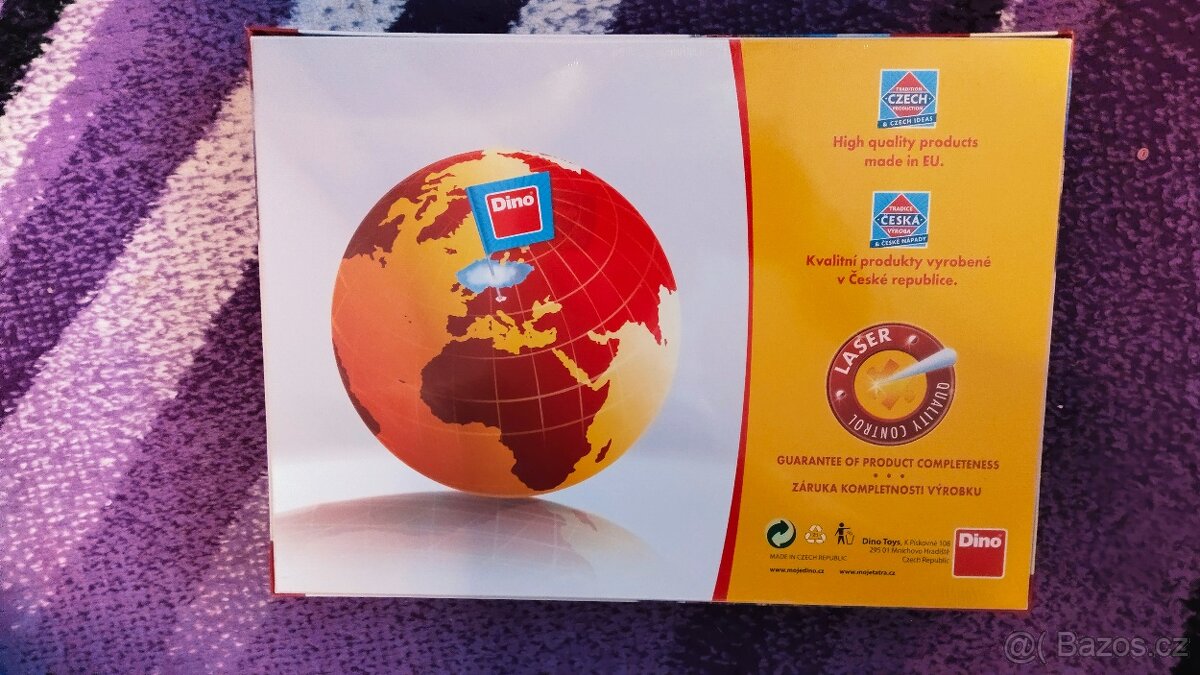 Dino
TRADITION
CZECH
PRODUCTION
& CZECH IDEAS
High quality products
made in EU.
TRADICE
ČESKÁ
VÝROBA
& ČESKÉ NÁPADY
Kvalitní produkty vyrobené
v České republice.
LASER
QUALITY CONTROL
GUARANTEE OF PRODUCT COMPLETENESS
• • •
ZÁRUKA KOMPLETNOSTI VÝROBKU
Dino Toys, K Pískovně 108
295 01 Mnichovo Hradiště
Czech Republic
MADE IN CZECH REPUBLIC
www.mojedino.cz www.mojetatra.cz
Dino
@( Bazos.cz